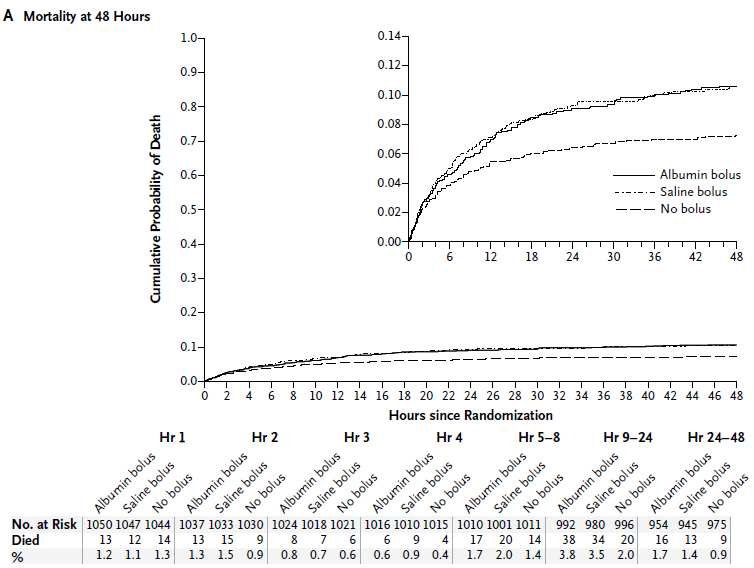 A Mortality at 48 Hours
Cumulative Probability of Death
1.0
0.9
0.8
0.7
0.6
0.5
0.4
0.3
0.2
0.1
0.0
0 2 4 6 8 10 12 14 16 18 20 22 24 26 28 30 32 34 36 38 40 42 44 46 48
Hours since Randomization
0.14
0.12
0.10
0.08
0.06
0.04
0.02
0.00
0 6 12 18 24 30 36 42 48
Albumin bolus
Saline bolus
No bolus
Hr 1 Hr 2 Hr 3 Hr 4 Hr 5–8 Hr 9–24 Hr 24–48
Albumin bolus Saline bolus No bolus Albumin bolus Saline bolus No bolus Albumin bolus Saline bolus No bolus Albumin bolus Saline bolus No bolus Albumin bolus Saline bolus No bolus Albumin bolus Saline bolus No bolus Albumin bolus Saline bolus No bolus
No. at Risk 1050 1047 1044 1037 1033 1030 1024 1018 1021 1016 1010 1015 1010 1001 1011 992 980 996 954 945 975
Died 13 12 14 13 15 9 8 7 6 6 9 4 17 20 14 38 34 20 16 13 9
% 1.2 1.1 1.3 1.3 1.5 0.9 0.8 0.7 0.6 0.6 0.9 0.4 1.7 2.0 1.4 3.8 3.5 2.0 1.7 1.4 0.9